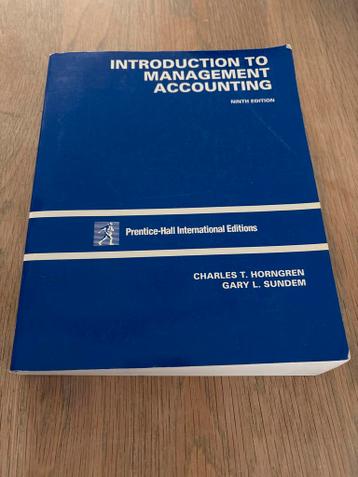 INTRODUCTION TO
MANAGEMENT
ACCOUNTING
NINTH EDITION
Prentice-Hall International Editions
CHARLES T. HORNGREN
GARY L. SUNDEM